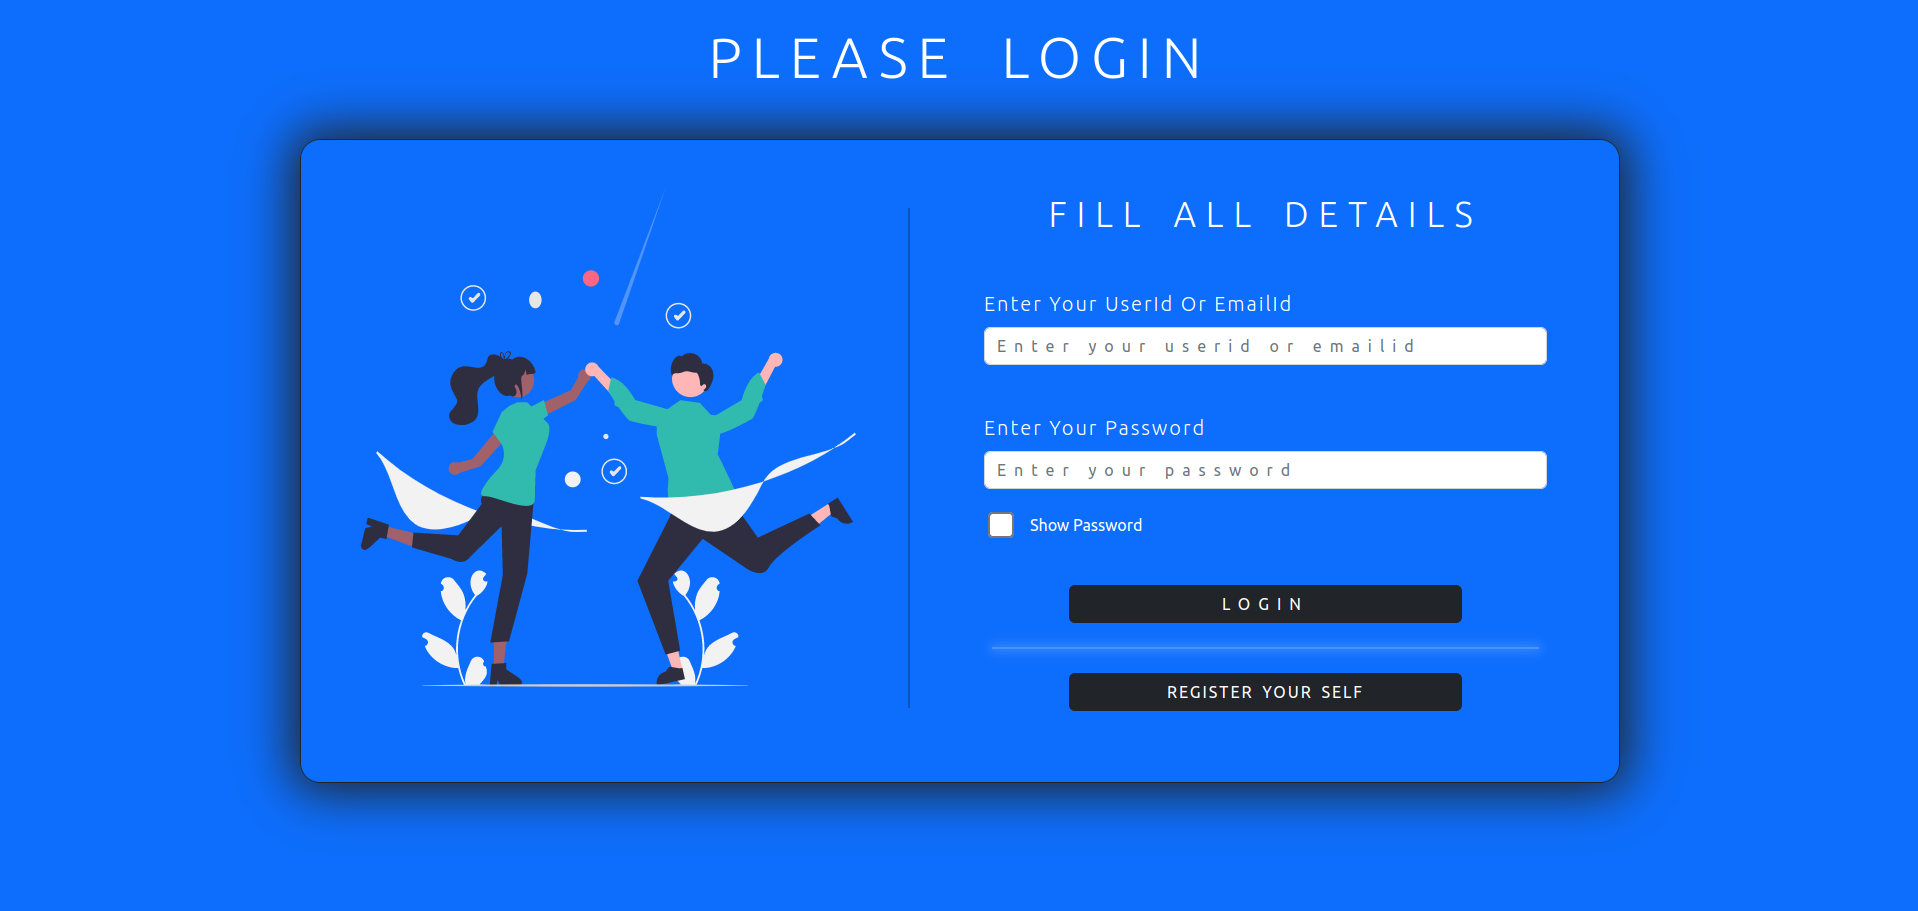 PLEASE LOGIN
FILL ALL DETAILS
Enter Your UserId Or EmailId
Enter your userid or emailid
Enter Your Password
Enter your password
Show Password
LOGIN
REGISTER YOUR SELF